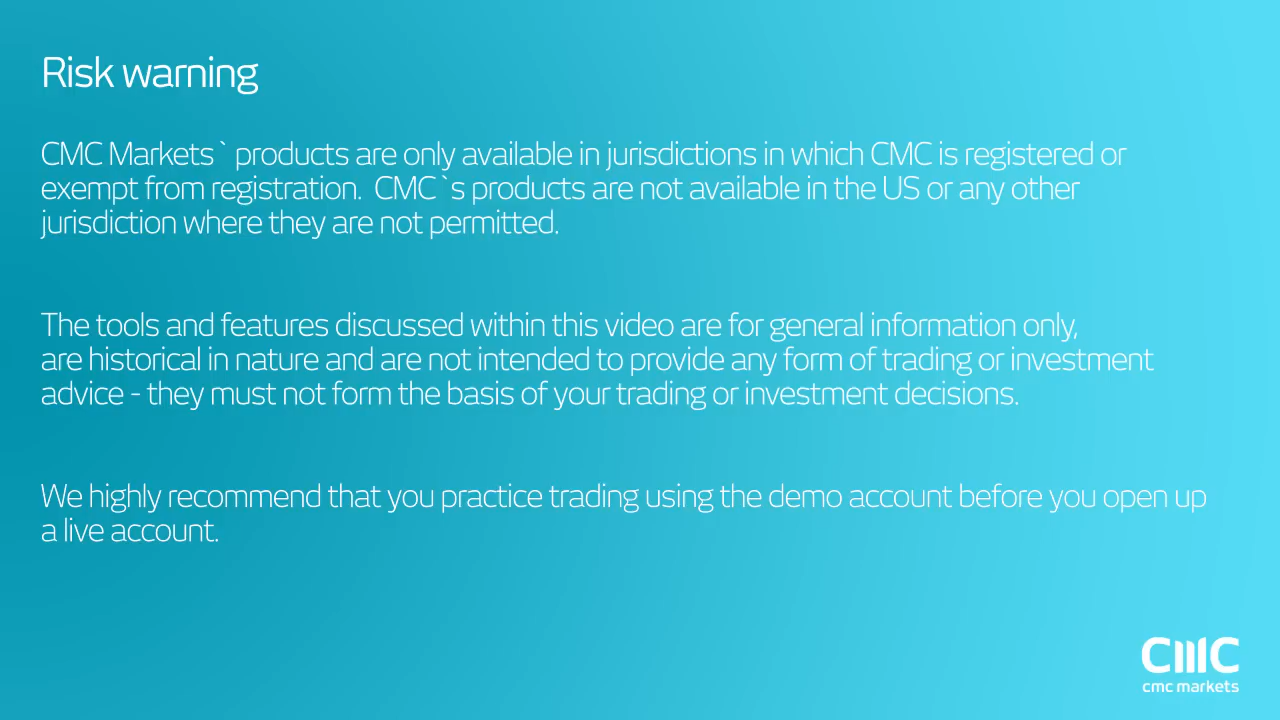 Risk warning
CMC Markets` products are only available in jurisdictions in which CMC is registered or
exempt from registration.  CMC`s products are not available in the US or any other
jurisdiction where they are not permitted.
The tools and features discussed within this video are for general information only,
are historical in nature and are not intended to provide any form of trading or investment
advice - they must not form the basis of your trading or investment decisions.
We highly recommend that you practice trading using the demo account before you open up
a live account.
CMC
cmc markets